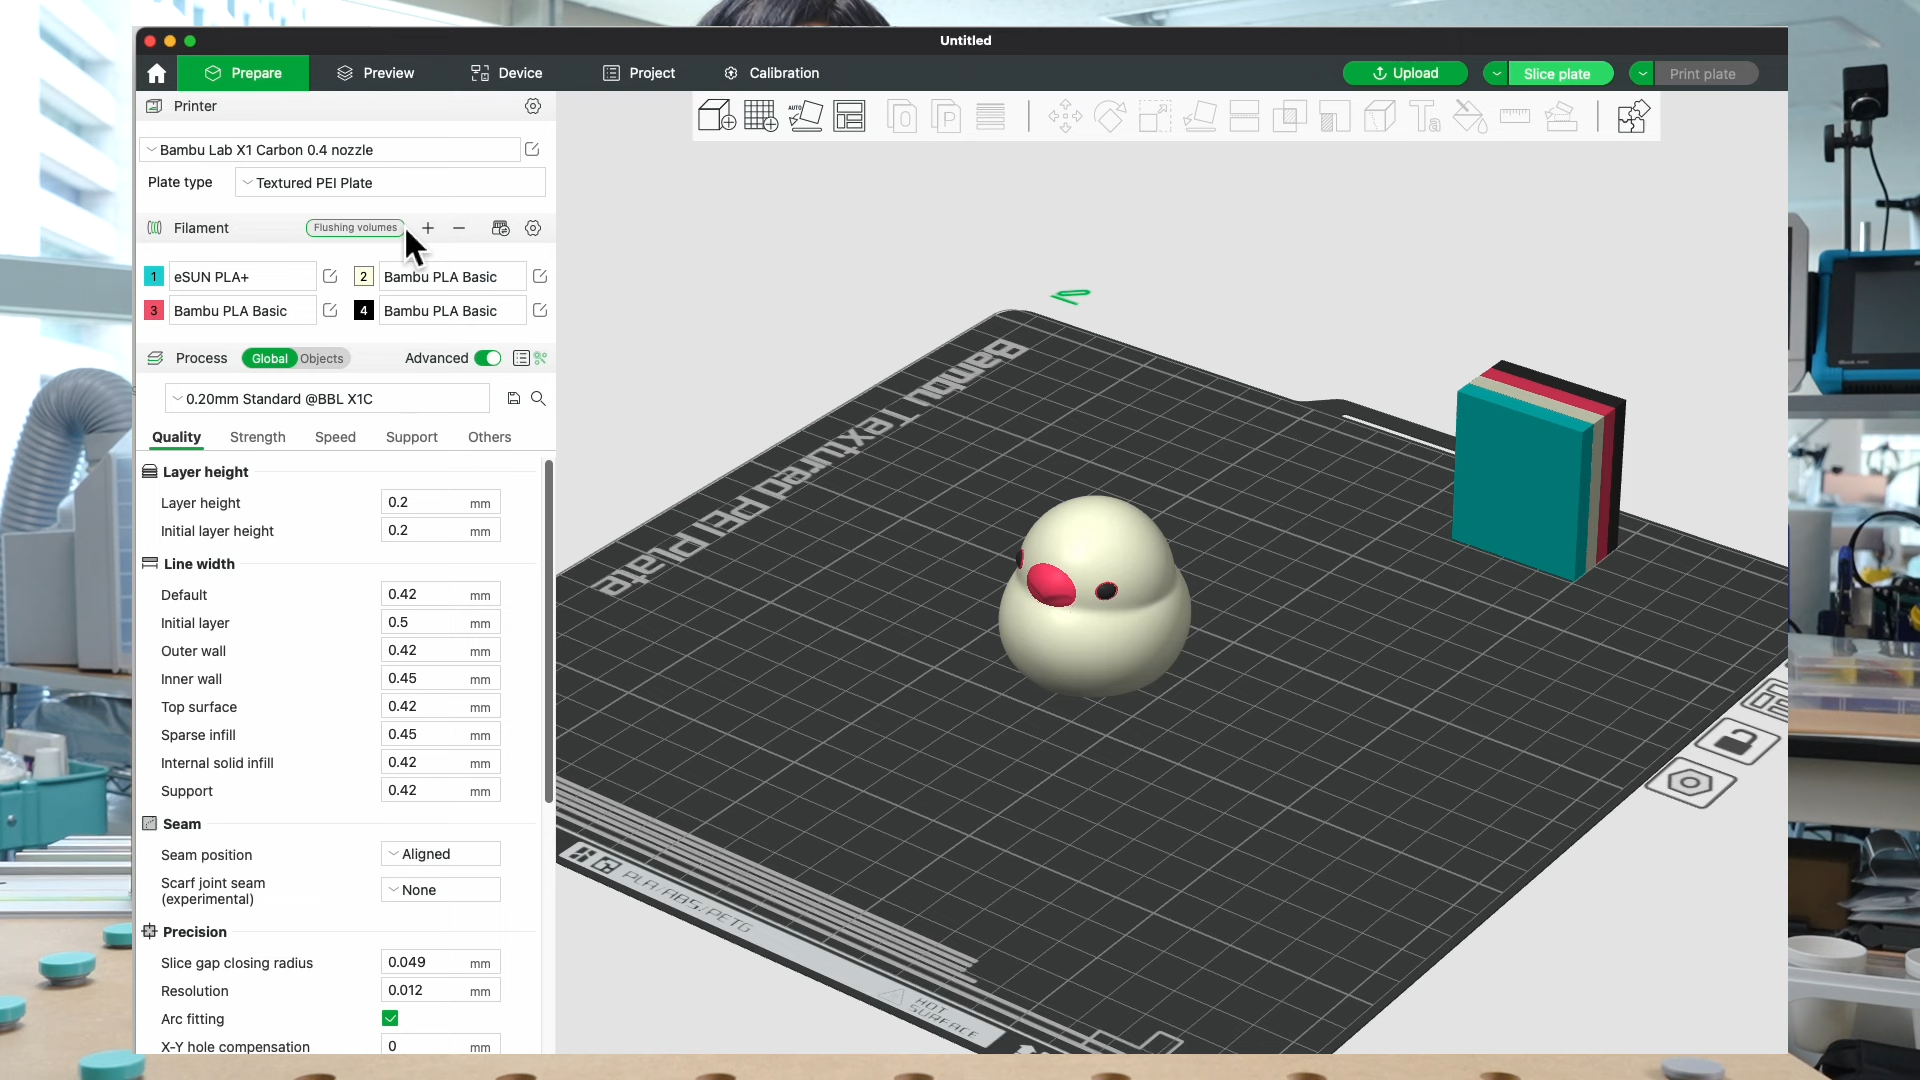 Untitled
Prepare
Preview
Device
Project
Calibration
Upload
Slice plate
Print plate
Printer
Bambu Lab X1 Carbon 0.4 nozzle
Plate type
Textured PEI Plate
Filament
Flushing volumes
1 eSUN PLA+
2 Bambu PLA Basic
3 Bambu PLA Basic
4 Bambu PLA Basic
Process
Global
Objects
Advanced
0.20mm Standard @BBL X1C
Quality
Strength
Speed
Support
Others
Layer height
Layer height 0.2 mm
Initial layer height 0.2 mm
Line width
Default 0.42 mm
Initial layer 0.5 mm
Outer wall 0.42 mm
Inner wall 0.45 mm
Top surface 0.42 mm
Sparse infill 0.45 mm
Internal solid infill 0.42 mm
Support 0.42 mm
Seam
Seam position Aligned
Scarf joint seam
(experimental) None
Precision
Slice gap closing radius 0.049 mm
Resolution 0.012 mm
Arc fitting
X-Y hole compensation 0 mm
AUTO
Ta
Bambu Textured PEI Plate
PLA/ABS/PETG
HOT
SURFACE